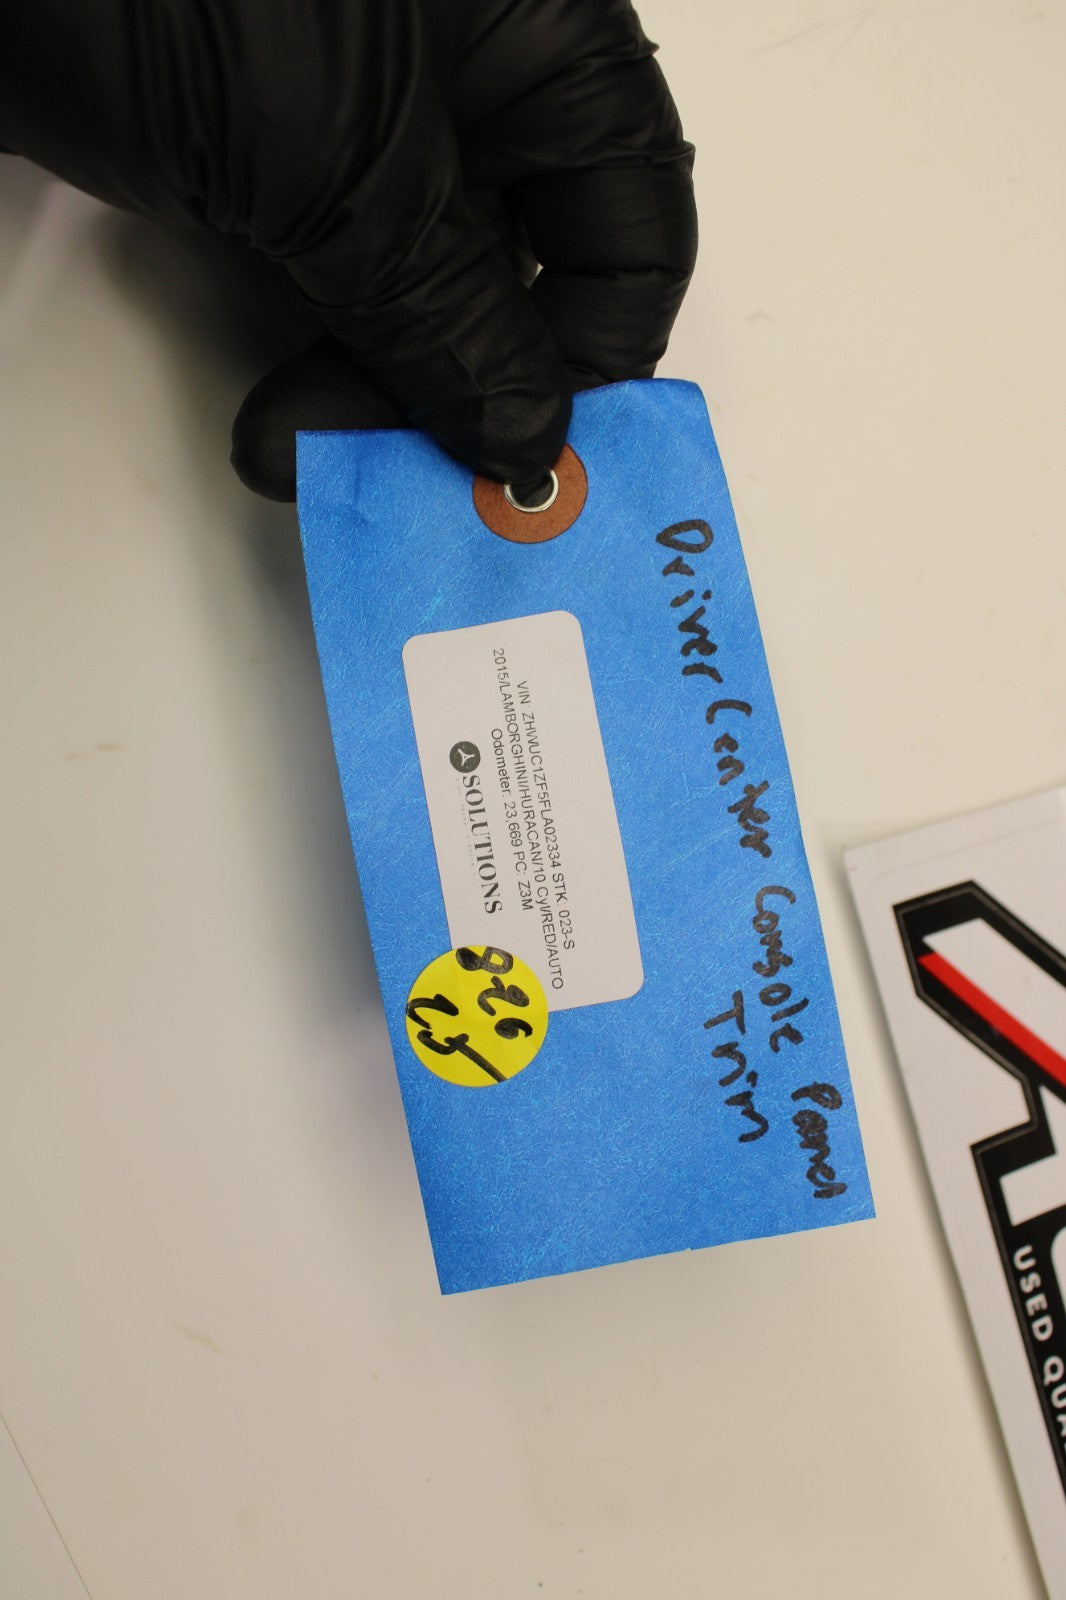 Driver Center Console Panel
Trim
VIN: ZHWUC1ZF5FLA02334 STK: 023-S
2015/LAMBORGHINI/HURACAN/10 Cyl/RED/AUTO
Odometer: 23,669 PC: Z3M
SOLUTIONS
826
25
USED QUA